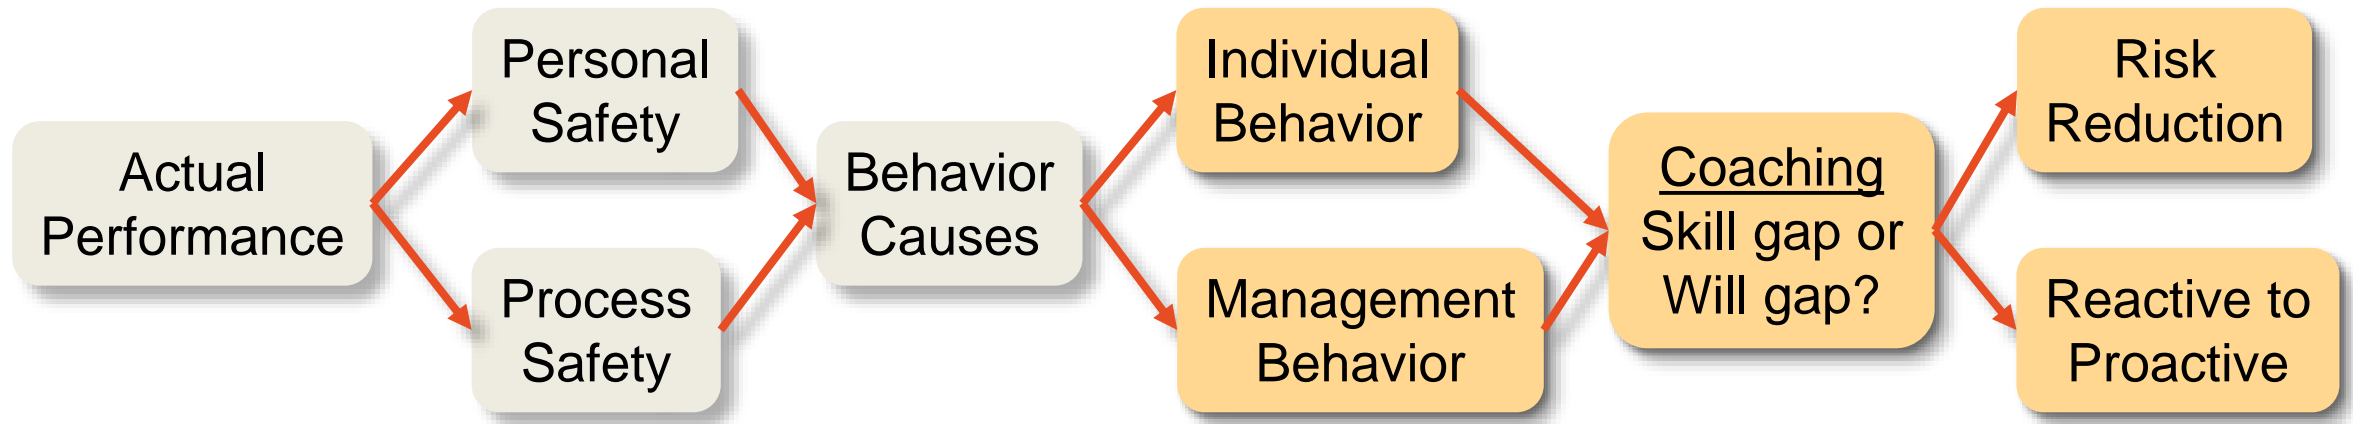 Actual
Performance
Personal
Safety
Process
Safety
Behavior
Causes
Individual
Behavior
Management
Behavior
Coaching
Skill gap or
Will gap?
Risk
Reduction
Reactive to
Proactive